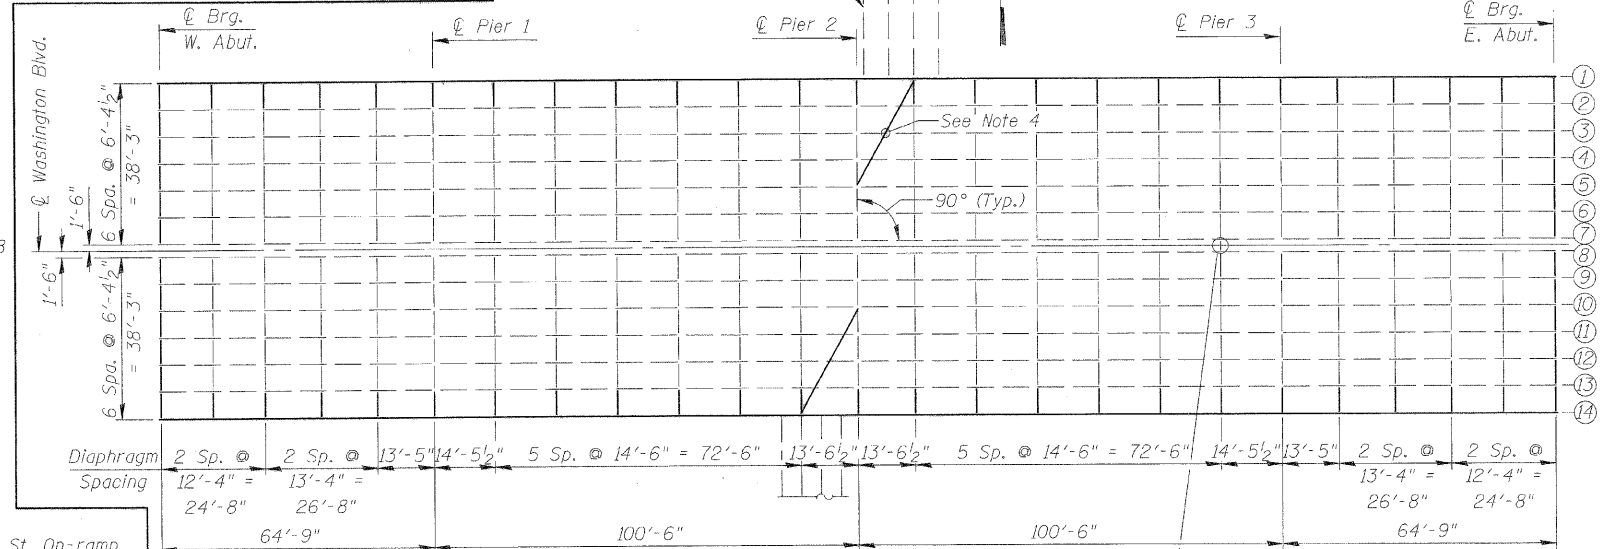 ℄ Brg.
W. Abut.
℄ Pier 1
℄ Pier 2
℄ Pier 3
℄ Brg.
E. Abut.
℄ Washington Blvd.
1'-6"
6 Spa. @ 6'-4½"
= 38'-3"
1'-6"
6 Spa. @ 6'-4½"
= 38'-3"
See Note 4
90° (Typ.)
1
2
3
4
5
6
7
8
9
10
11
12
13
14
Diaphragm
Spacing
2 Sp. @
12'-4" =
24'-8"
2 Sp. @
13'-4" =
26'-8"
13'-5"
14'-5½"
5 Sp. @ 14'-6" = 72'-6"
13'-6½"
13'-6½"
5 Sp. @ 14'-6" = 72'-6"
14'-5½"
13'-5"
2 Sp. @
13'-4" =
26'-8"
2 Sp. @
12'-4" =
24'-8"
64'-9"
100'-6"
100'-6"
64'-9"
St. On-ramp